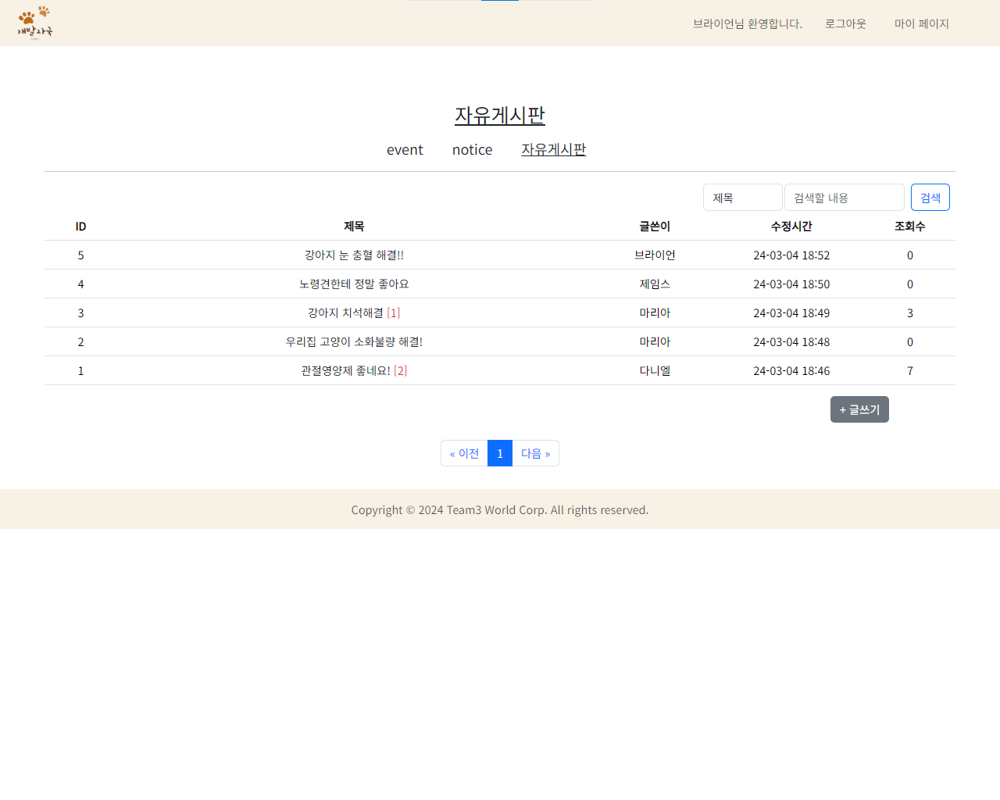 개발자국
브라이언님 환영합니다. 로그아웃 마이 페이지
자유게시판
event notice 자유게시판
제목 검색할 내용 검색
ID 제목 글쓴이 수정시간 조회수
5 강아지 눈 충혈 해결!! 브라이언 24-03-04 18:52 0
4 노령견한테 정말 좋아요 제임스 24-03-04 18:50 0
3 강아지 치석해결 [1] 마리아 24-03-04 18:49 3
2 우리집 고양이 소화불량 해결! 마리아 24-03-04 18:48 0
1 관절영양제 좋네요! [2] 다니엘 24-03-04 18:46 7
+ 글쓰기
« 이전 1 다음 »
Copyright © 2024 Team3 World Corp. All rights reserved.